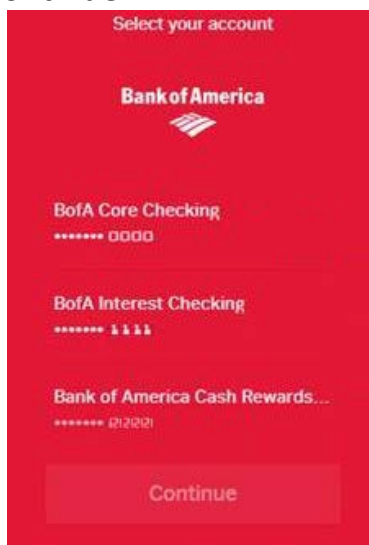 Select your account
Bank of America
BofA Core Checking
••••••• 0000
BofA Interest Checking
••••••• 1111
Bank of America Cash Rewards...
•••••••
Continue